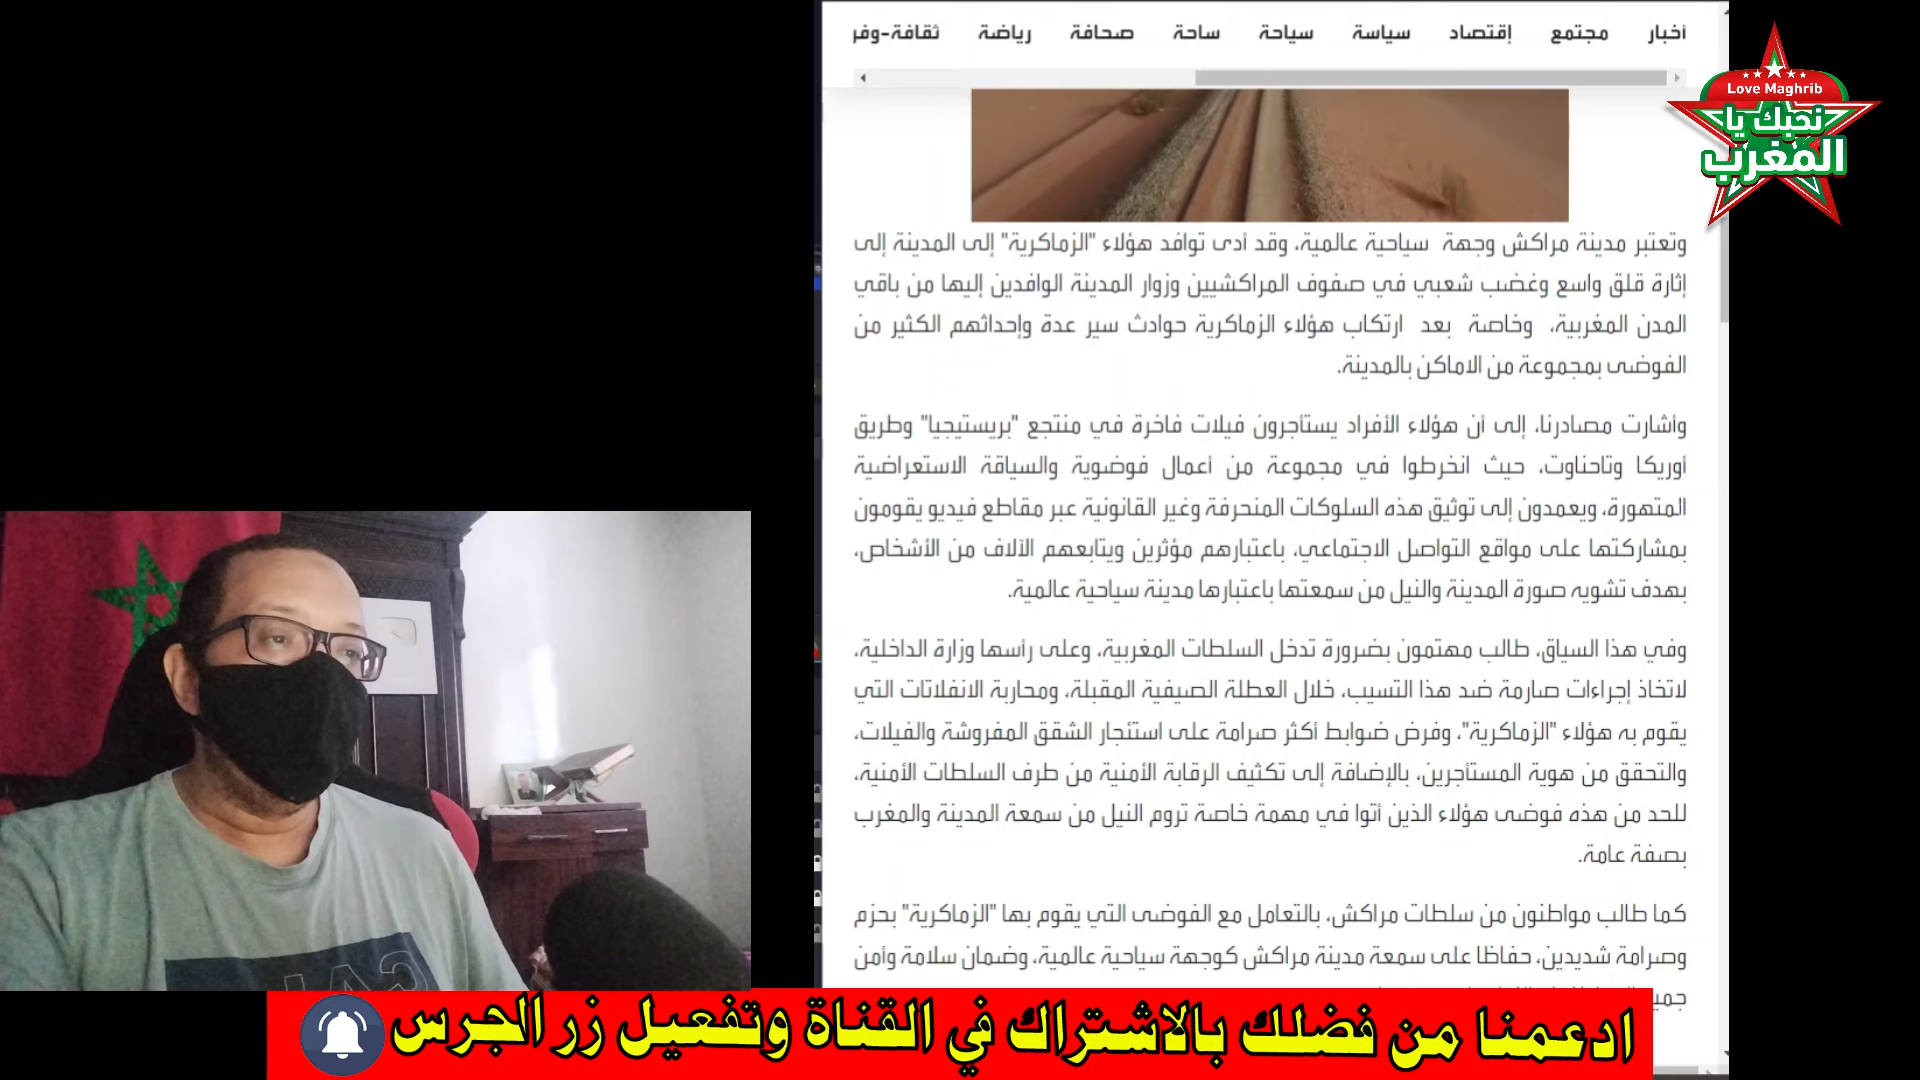 أخبار مجتمع إقتصاد سياسة سياحة ساحة صحافة رياضة ثقافة-وفر
Love Maghrib
نحبك يا
المغرب
وتعتبر مدينة مراكش وجهة سياحية عالمية، وقد أدى توافد هؤلاء "الزماكرية" إلى المدينة إلى
إثارة قلق واسع وغضب شعبي في صفوف المراكشيين وزوار المدينة الوافدين إليها من باقي
المدن المغربية، وخاصة بعد ارتكاب هؤلاء الزماكرية حوادث سير عدة وإحداثهم الكثير من
الفوضى بمجموعة من الاماكن بالمدينة.
وأشارت مصادرنا، إلى أن هؤلاء الأفراد يستأجرون فيلات فاخرة في منتجع "بريستيجيا" وطريق
أوريكا وتاحناوت، حيث انخرطوا في مجموعة من أعمال فوضوية والسياقة الاستعراضية
المتهورة، ويعمدون إلى توثيق هذه السلوكات المنحرفة وغير القانونية عبر مقاطع فيديو يقومون
بمشاركتها على مواقع التواصل الاجتماعي، باعتبارهم مؤثرين ويتابعهم الآلاف من الأشخاص،
بهدف تشويه صورة المدينة والنيل من سمعتها باعتبارها مدينة سياحية عالمية.
وفي هذا السياق، طالب مهتمون بضرورة تدخل السلطات المغربية، وعلى رأسها وزارة الداخلية،
لاتخاذ إجراءات صارمة ضد هذا التسيب، خلال العطلة الصيفية المقبلة، ومحاربة الانفلاتات التي
يقوم به هؤلاء "الزماكرية"، وفرض ضوابط أكثر صرامة على استئجار الشقق المفروشة والفيلات،
والتحقق من هوية المستأجرين، بالإضافة إلى تكثيف الرقابة الأمنية من طرف السلطات الأمنية،
للحد من هذه فوضى هؤلاء الذين أتوا في مهمة خاصة تروم النيل من سمعة المدينة والمغرب
بصفة عامة.
كما طالب مواطنون من سلطات مراكش، بالتعامل مع الفوضى التي يقوم بها "الزماكرية" بحزم
وصرامة شديدين، حفاظا على سمعة مدينة مراكش كوجهة سياحية عالمية، وضمان سلامة وأمن
ادعمنا من فضلك بالاشتراك في القناة وتفعيل زر الجرس